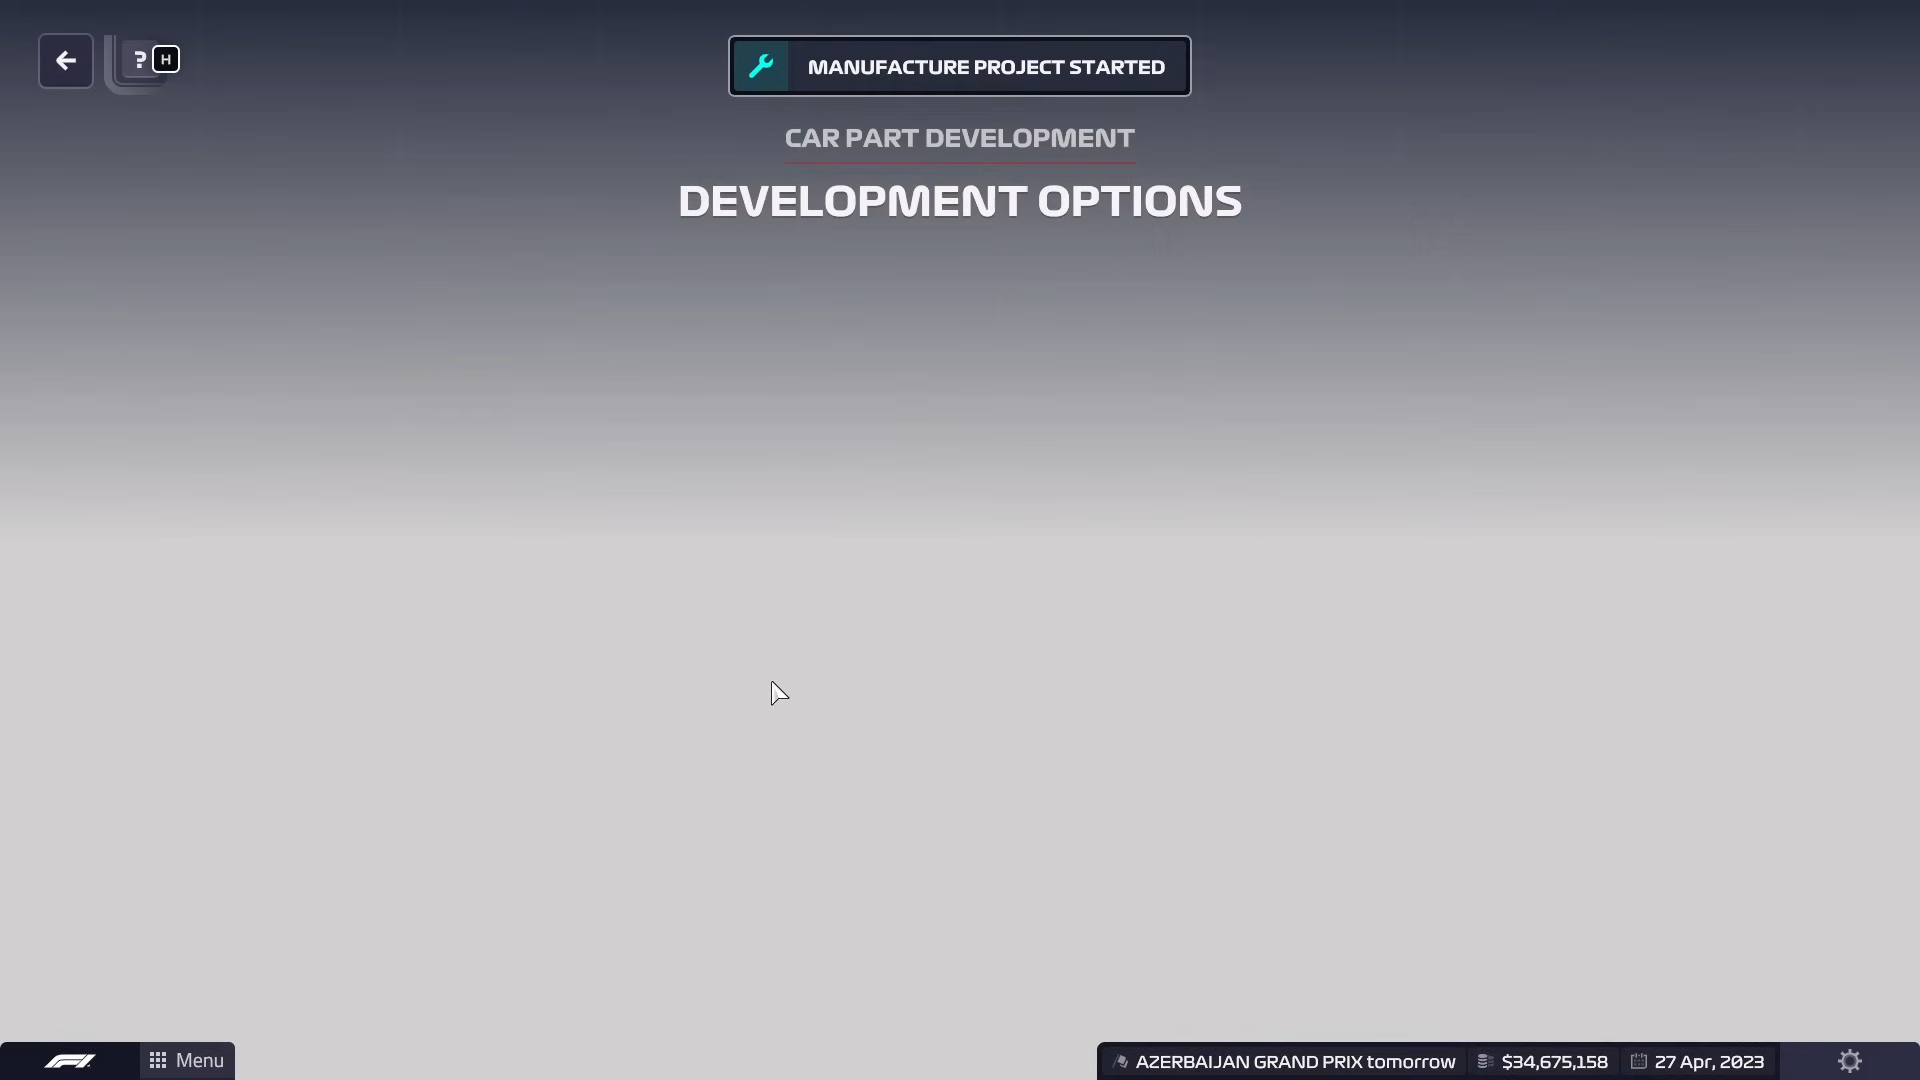 ? H
MANUFACTURE PROJECT STARTED
CAR PART DEVELOPMENT
DEVELOPMENT OPTIONS
Menu
AZERBAIJAN GRAND PRIX tomorrow $34,675,158 27 Apr, 2023